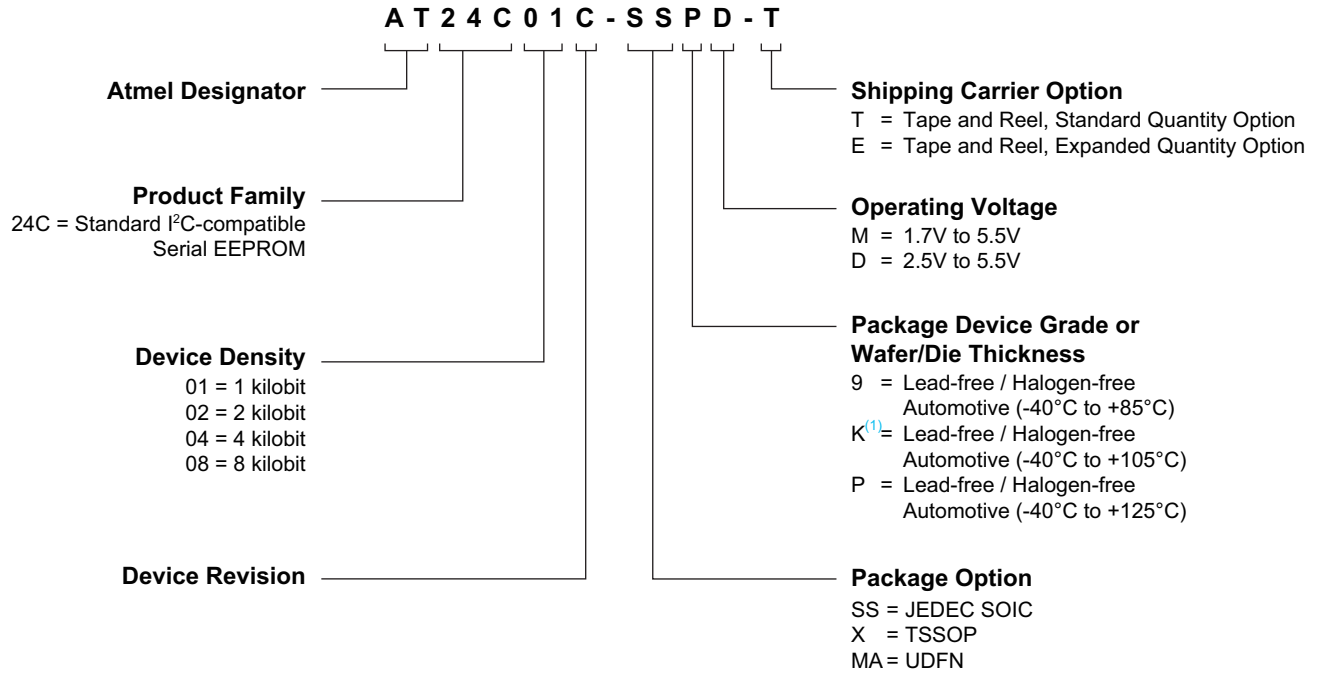 AT24C01C-SSPD-T
Atmel Designator
Product Family
24C = Standard I²C-compatible
Serial EEPROM
Device Density
01 = 1 kilobit
02 = 2 kilobit
04 = 4 kilobit
08 = 8 kilobit
Device Revision
Shipping Carrier Option
T = Tape and Reel, Standard Quantity Option
E = Tape and Reel, Expanded Quantity Option
Operating Voltage
M = 1.7V to 5.5V
D = 2.5V to 5.5V
Package Device Grade or
Wafer/Die Thickness
9 = Lead-free / Halogen-free
Automotive (-40°C to +85°C)
K(1)= Lead-free / Halogen-free
Automotive (-40°C to +105°C)
P = Lead-free / Halogen-free
Automotive (-40°C to +125°C)
Package Option
SS = JEDEC SOIC
X = TSSOP
MA = UDFN